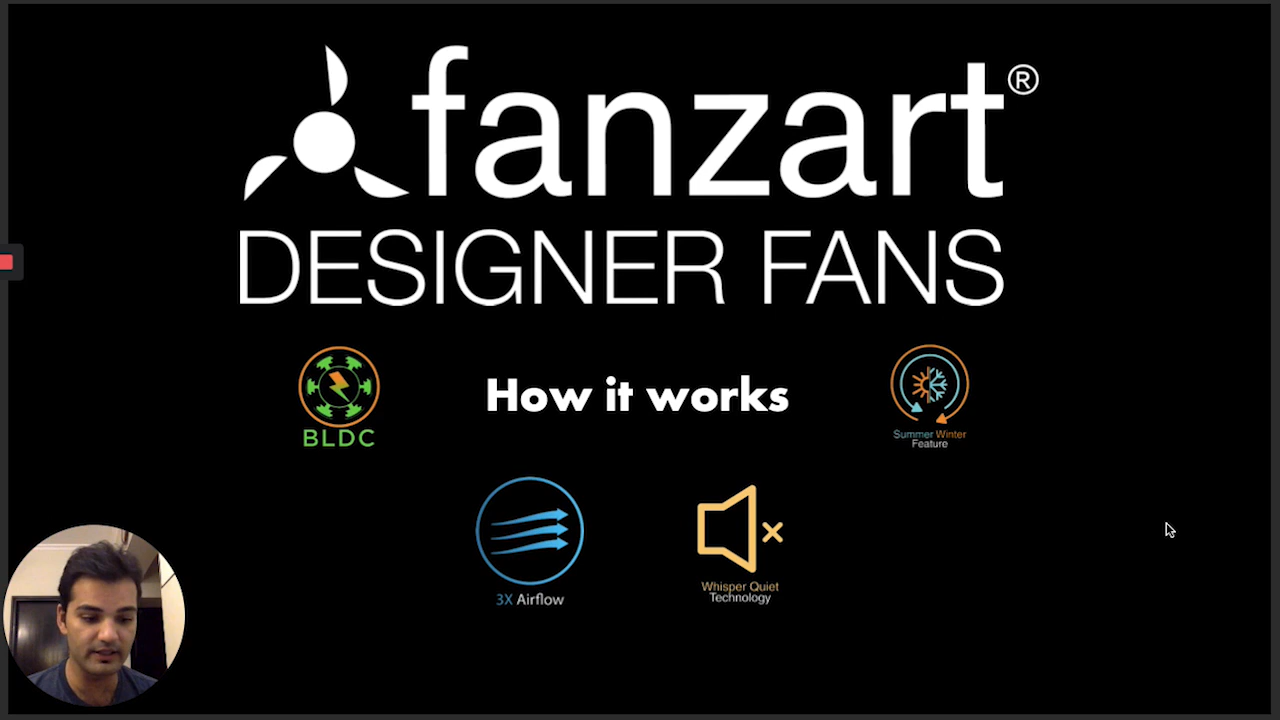 fanzart®
DESIGNER FANS
BLDC
How it works
Summer Winter
Feature
3X Airflow
Whisper Quiet
Technology